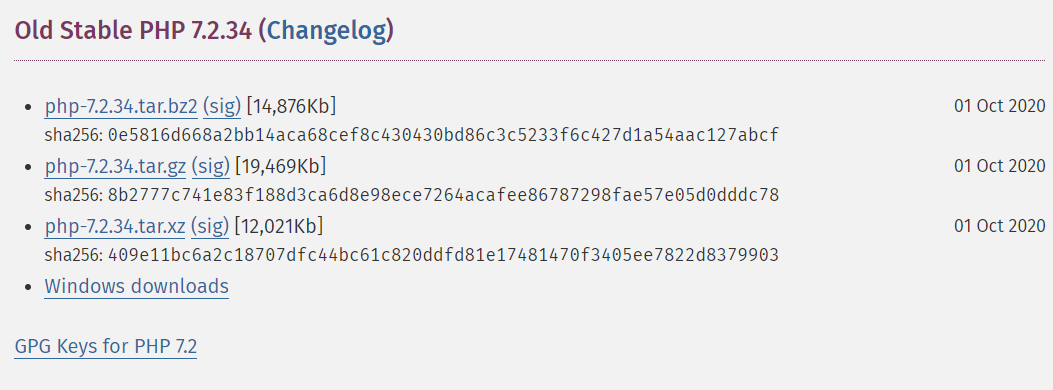 Old Stable PHP 7.2.34 (Changelog)
php-7.2.34.tar.bz2 (sig) [14,876Kb] 01 Oct 2020
sha256: 0e5816d668a2bb14aca68cef8c430430bd86c3c5233f6c427d1a54aac127abcf
php-7.2.34.tar.gz (sig) [19,469Kb] 01 Oct 2020
sha256: 8b2777c741e83f188d3ca6d8e98ece7264acafee86787298fae57e05d0dddc78
php-7.2.34.tar.xz (sig) [12,021Kb] 01 Oct 2020
sha256: 409e11bc6a2c18707dfc44bc61c820ddfd81e17481470f3405ee7822d8379903
Windows downloads
GPG Keys for PHP 7.2